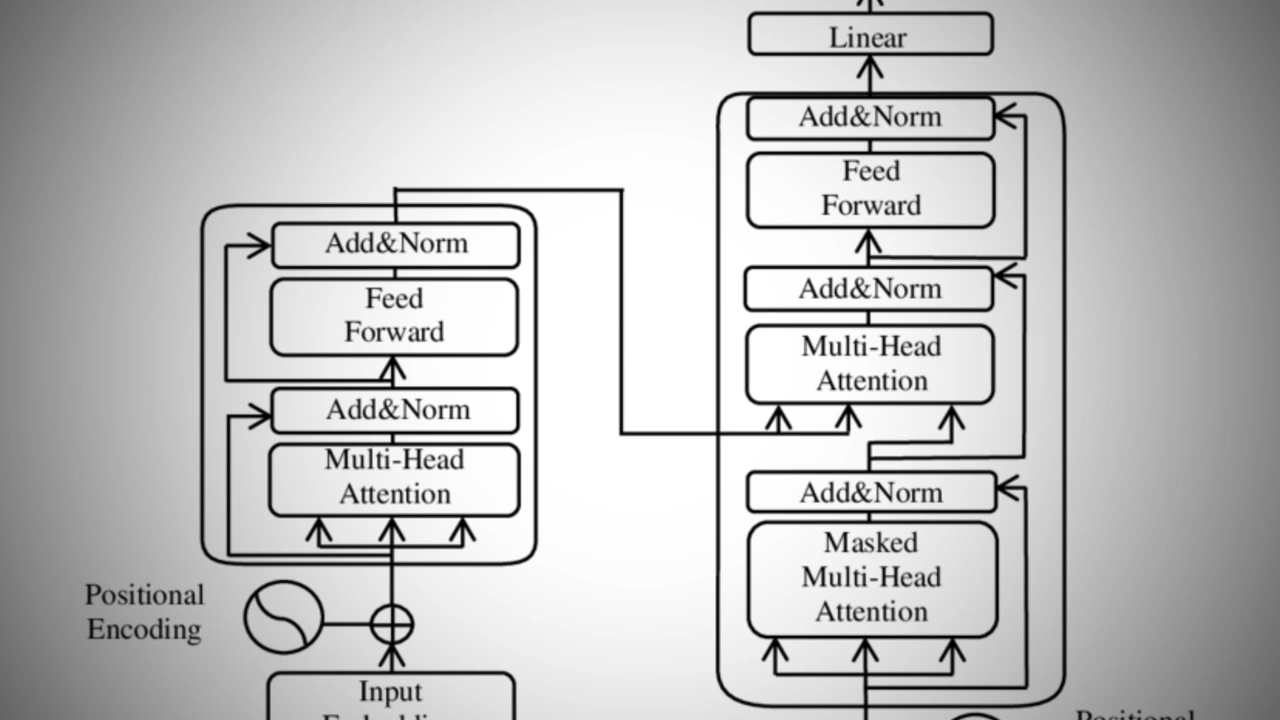 Linear
Add&Norm
Feed
Forward
Add&Norm
Multi-Head
Attention
Add&Norm
Masked
Multi-Head
Attention
Add&Norm
Feed
Forward
Add&Norm
Multi-Head
Attention
Positional
Encoding
Input
Positional